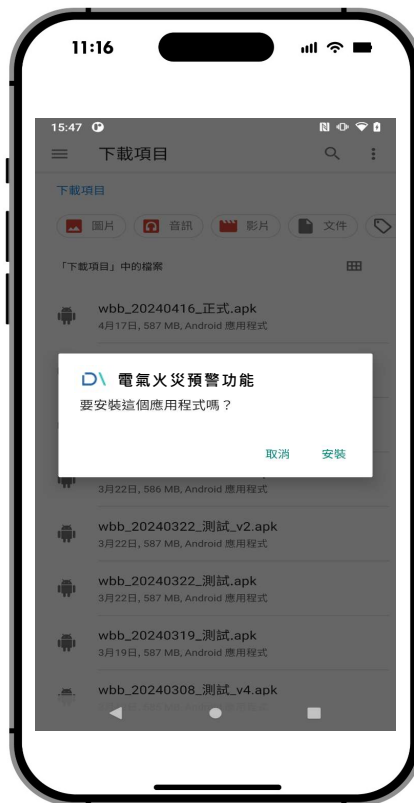 11:16
15:47
下載項目
下載項目
圖片 音訊 影片 文件
「下載項目」中的檔案
wbb_20240416_正式.apk
4月17日, 587 MB, Android 應用程式
電氣火災預警功能
要安裝這個應用程式嗎？
取消 安裝
3月22日, 586 MB, Android 應用程式
wbb_20240322_測試_v2.apk
3月22日, 587 MB, Android 應用程式
wbb_20240322_測試.apk
3月22日, 587 MB, Android 應用程式
wbb_20240319_測試.apk
3月19日, 587 MB, Android 應用程式
wbb_20240308_測試_v4.apk